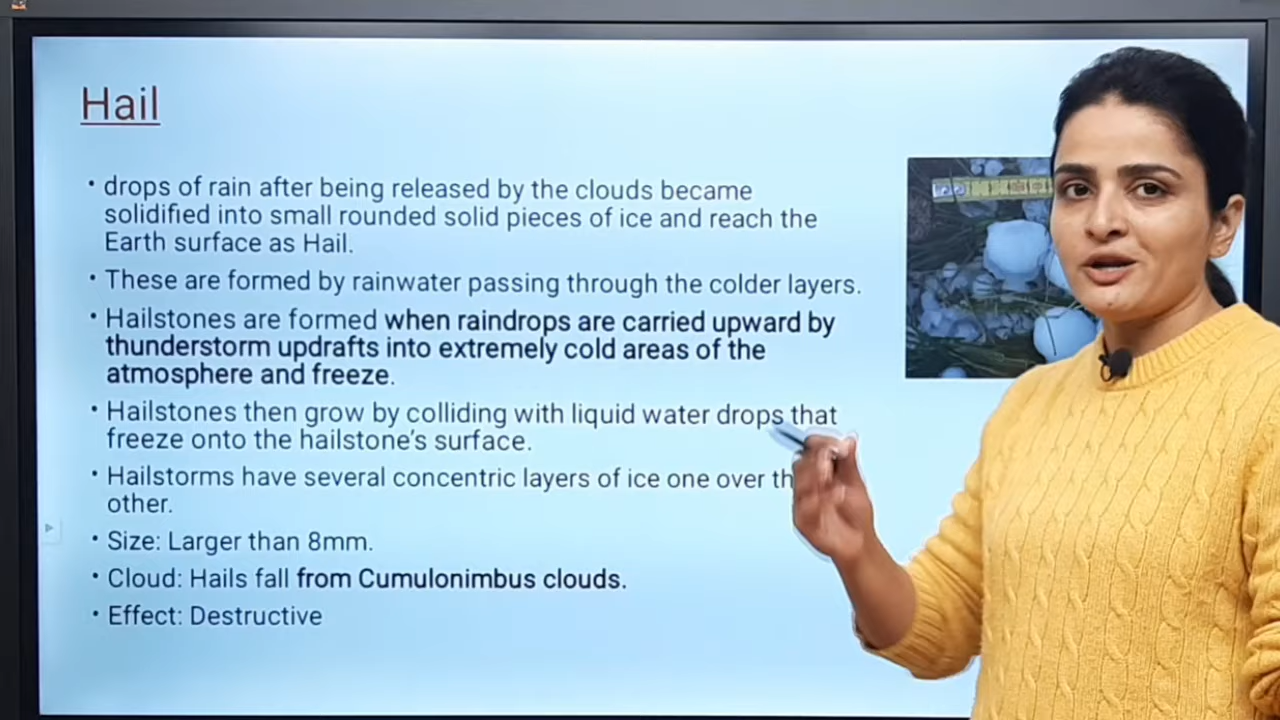 Hail
• drops of rain after being released by the clouds became
solidified into small rounded solid pieces of ice and reach the
Earth surface as Hail.
• These are formed by rainwater passing through the colder layers.
• Hailstones are formed when raindrops are carried upward by
thunderstorm updrafts into extremely cold areas of the
atmosphere and freeze.
• Hailstones then grow by colliding with liquid water drops that
freeze onto the hailstone's surface.
• Hailstorms have several concentric layers of ice one over
other.
• Size: Larger than 8mm.
• Cloud: Hails fall from Cumulonimbus clouds.
• Effect: Destructive